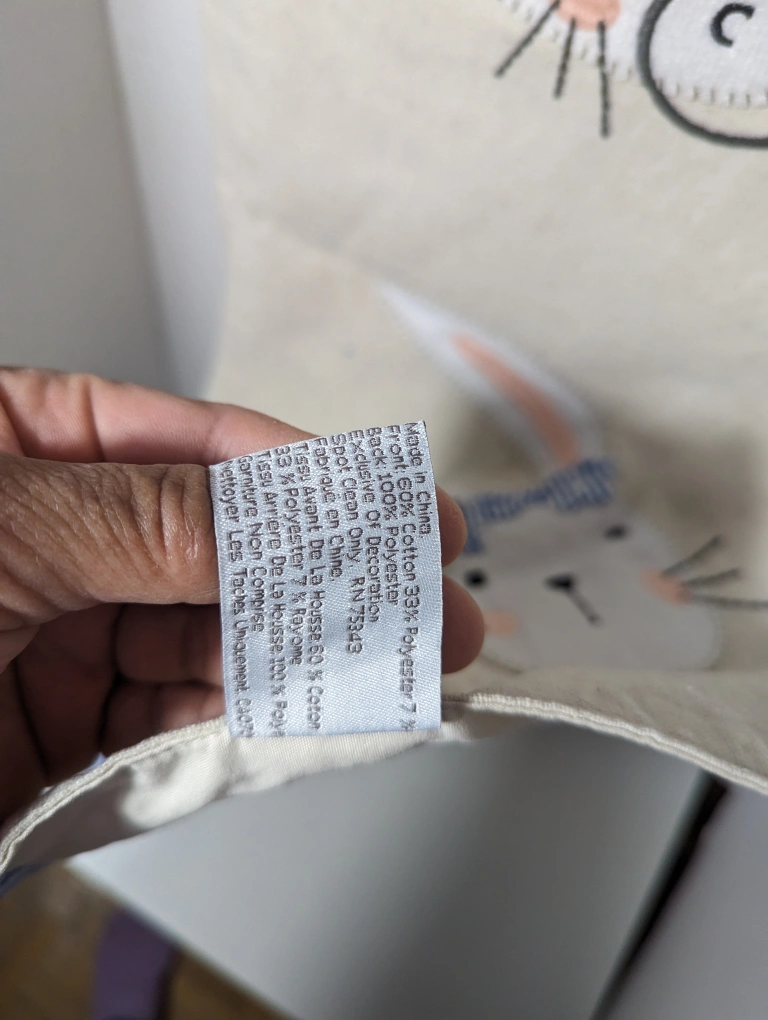 Made in China
Front 60% Cotton 33% Polyester 7 %
Back 100% Polyester
Exclusive Of Decoration
Spot Clean Only RN 75343
Fabriqué en Chine
Tissu Avant De La Housse 60 % Coton
33 % Polyester 7 % Rayonne
Tissu Arriere De La Housse 100 %
Garniture Non Comprise
Nettoyer Les Taches Uniquement